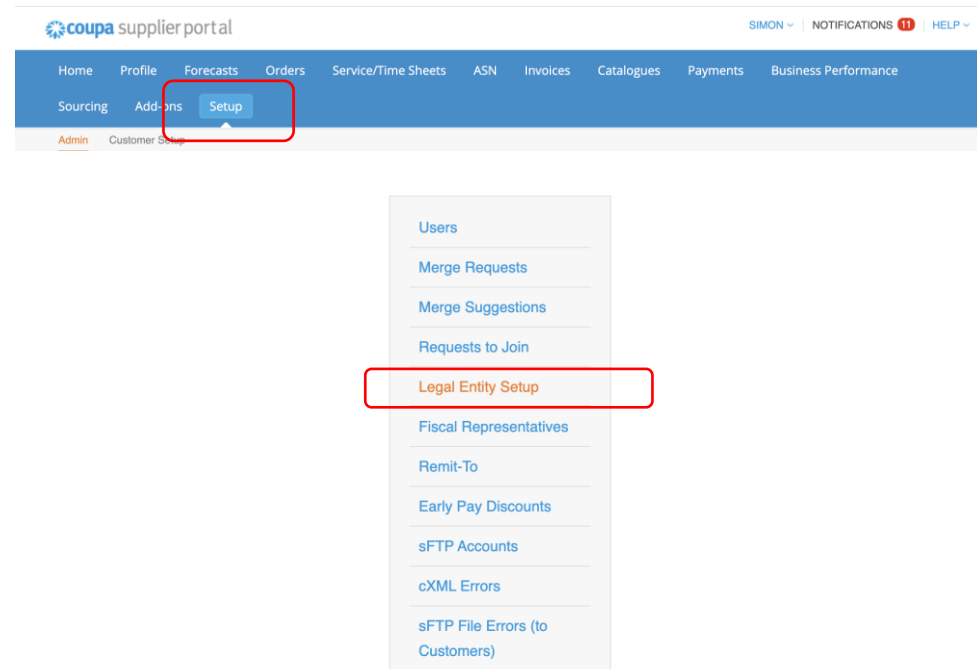 coupa supplier portal
SIMON NOTIFICATIONS 11 HELP
Home Profile Forecasts Orders Service/Time Sheets ASN Invoices Catalogues Payments Business Performance
Sourcing Add-ons Setup
Admin Customer Setup
Users
Merge Requests
Merge Suggestions
Requests to Join
Legal Entity Setup
Fiscal Representatives
Remit-To
Early Pay Discounts
sFTP Accounts
cXML Errors
sFTP File Errors (to
Customers)